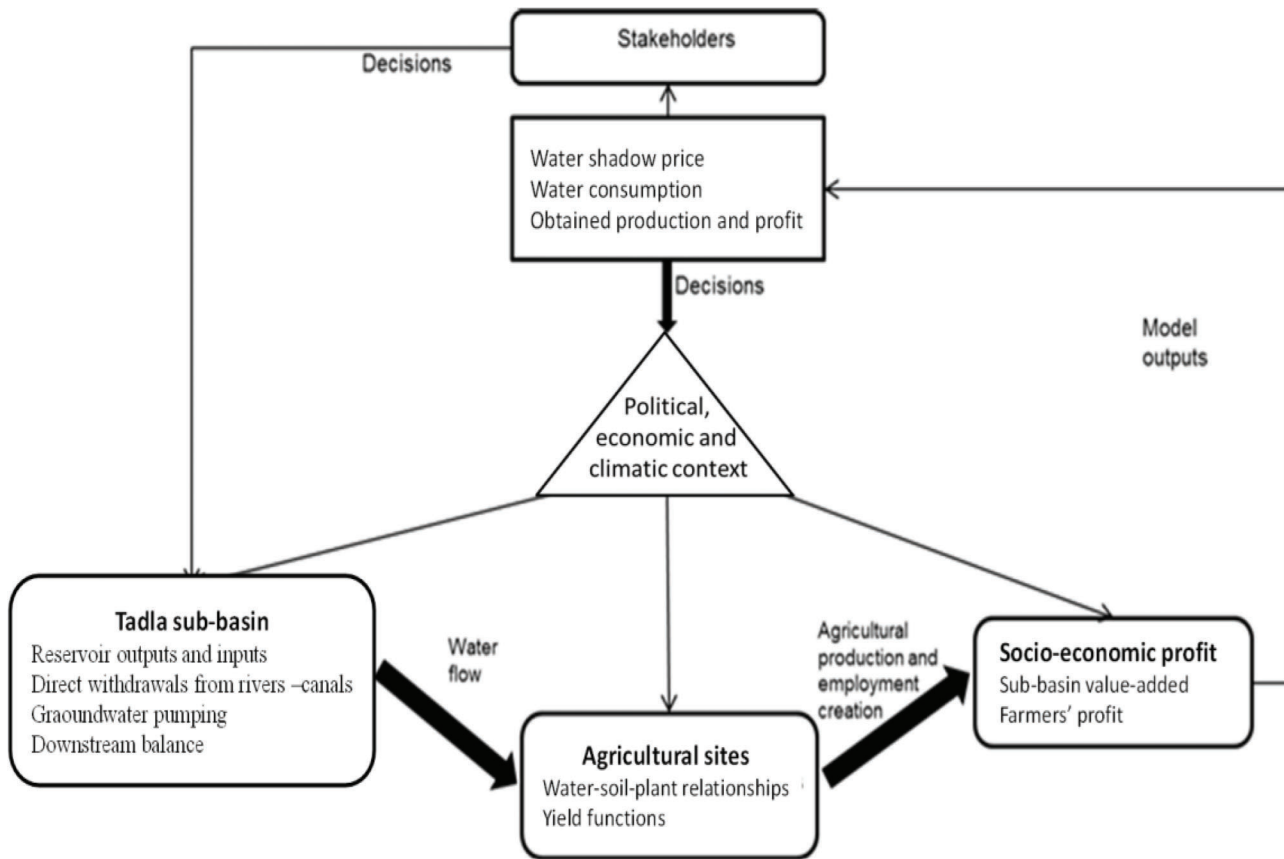 Stakeholders
Decisions
Water shadow price
Water consumption
Obtained production and profit
Decisions
Model
outputs
Political,
economic and
climatic context
Tadla sub-basin
Reservoir outputs and inputs
Direct withdrawals from rivers –canals
Graoundwater pumping
Downstream balance
Water
flow
Agricultural sites
Water-soil-plant relationships
Yield functions
Agricultural
production and
employment
creation
Socio-economic profit
Sub-basin value-added
Farmers’ profit